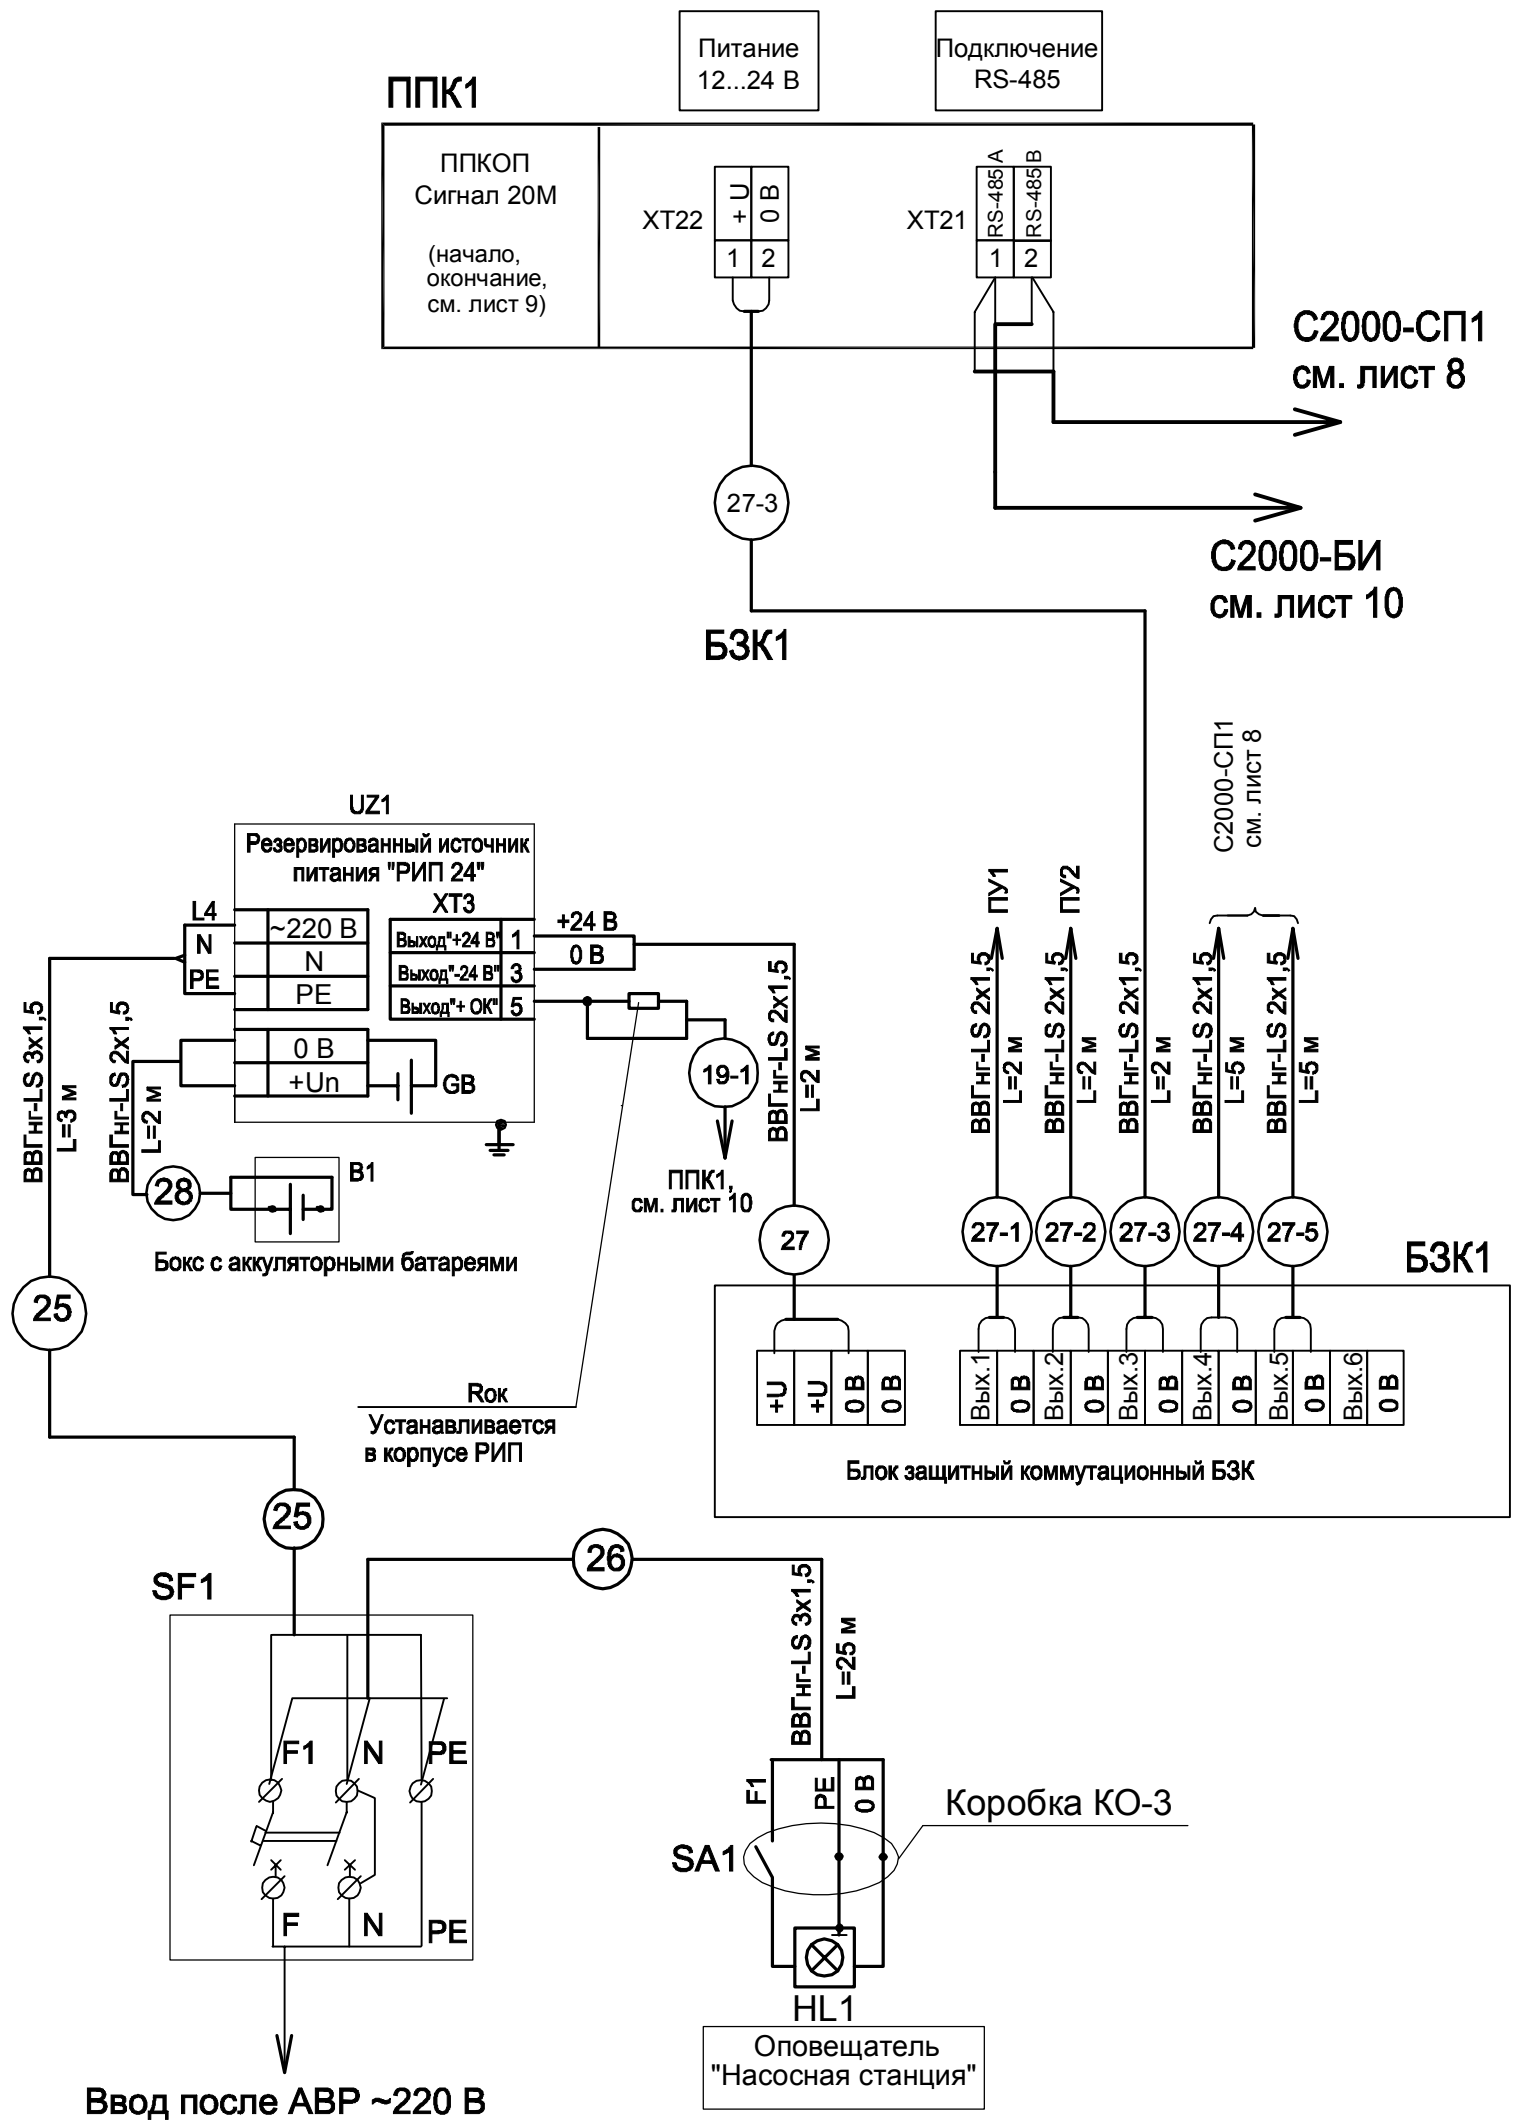 Питание
12...24 В
Подключение
RS-485
ППК1
ППКОП
Сигнал 20М
(начало,
окончание,
см. лист 9)
ХТ22
+ U
0 В
1
2
ХТ21
RS-485 А
RS-485 В
1
2
С2000-СП1
см. лист 8
27-3
С2000-БИ
см. лист 10
БЗК1
С2000-СП1
см. лист 8
UZ1
Резервированный источник
питания "РИП 24"
ХТ3
L4
N
PE
~220 В
N
PE
Выход"+24 В"
1
Выход"-24 В"
3
Выход"+ ОК"
5
+24 В
0 В
0 В
+Un
GB
19-1
ППК1,
см. лист 10
ВВГнг-LS 3х1,5
L=3 м
ВВГнг-LS 2х1,5
L=2 м
28
В1
Бокс с аккуляторными батареями
25
ВВГнг-LS 2х1,5
L=2 м
27
ПУ1
ВВГнг-LS 2х1,5
L=2 м
27-1
ПУ2
ВВГнг-LS 2х1,5
L=2 м
27-2
ВВГнг-LS 2х1,5
L=2 м
27-3
ВВГнг-LS 2х1,5
L=5 м
27-4
ВВГнг-LS 2х1,5
L=5 м
27-5
БЗК1
+U
+U
0 В
0 В
Вых.1
0 В
Вых.2
0 В
Вых.3
0 В
Вых.4
0 В
Вых.5
0 В
Вых.6
0 В
Блок защитный коммутационный БЗК
Rок
Устанавливается
в корпусе РИП
25
26
SF1
F1
N
PE
F
N
PE
Ввод после АВР ~220 В
ВВГнг-LS 3х1,5
L=25 м
F1
PE
0 В
SA1
Коробка КО-3
HL1
Оповещатель
"Насосная станция"